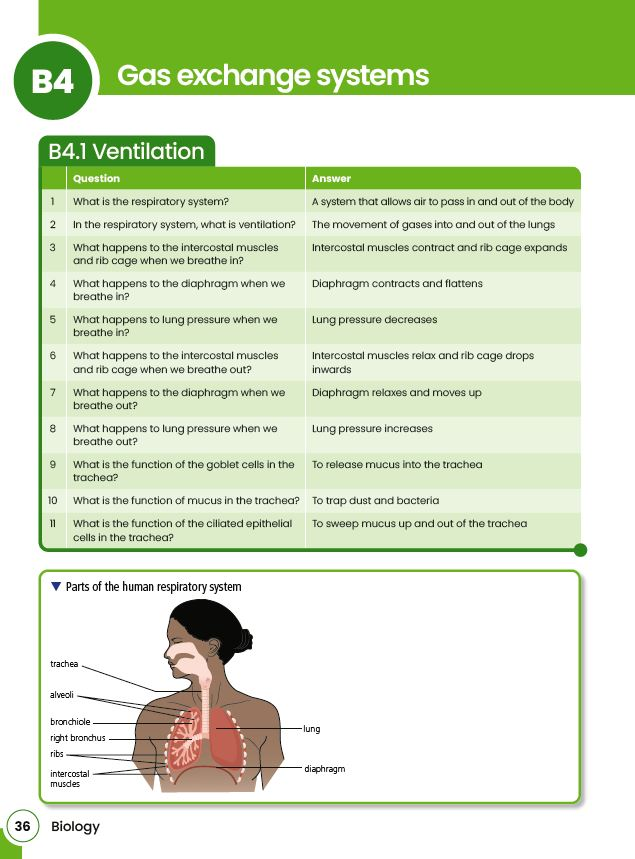 B4
Gas exchange systems
B4.1 Ventilation
Question Answer
1 What is the respiratory system? A system that allows air to pass in and out of the body
2 In the respiratory system, what is ventilation? The movement of gases into and out of the lungs
3 What happens to the intercostal muscles Intercostal muscles contract and rib cage expands
and rib cage when we breathe in?
4 What happens to the diaphragm when we Diaphragm contracts and flattens
breathe in?
5 What happens to lung pressure when we Lung pressure decreases
breathe in?
6 What happens to the intercostal muscles Intercostal muscles relax and rib cage drops
and rib cage when we breathe out? inwards
7 What happens to the diaphragm when we Diaphragm relaxes and moves up
breathe out?
8 What happens to lung pressure when we Lung pressure increases
breathe out?
9 What is the function of the goblet cells in the To release mucus into the trachea
trachea?
10 What is the function of mucus in the trachea? To trap dust and bacteria
11 What is the function of the ciliated epithelial To sweep mucus up and out of the trachea
cells in the trachea?
▼ Parts of the human respiratory system
trachea
alveoli
bronchiole
lung
right bronchus
ribs
diaphragm
intercostal
muscles
36 Biology